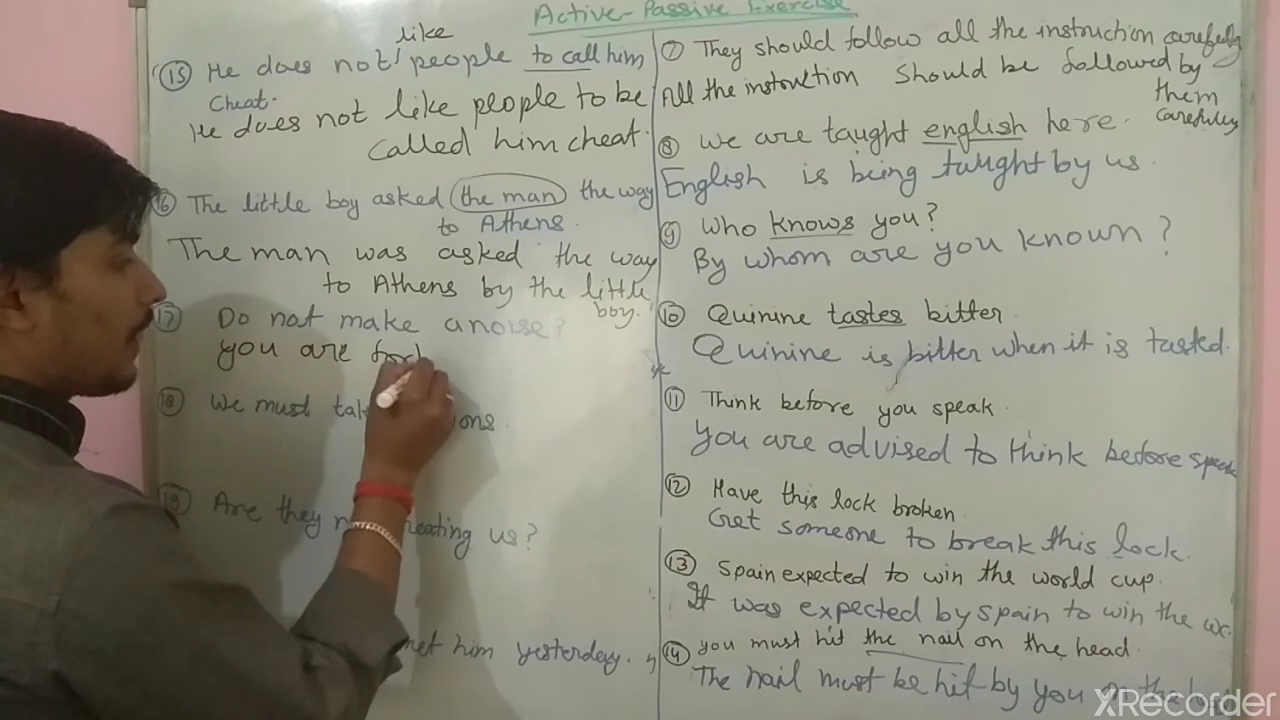 Active-Passive Exercise
like
(15) He does not people to call him
Cheat.
He does not like people to be
called him cheat.
The little boy asked the man the way
to Athens.
The man was asked the way
to Athens by the little
boy.
Do not make a noise?
you are
(18) We must
(19) Are they us?
him yesterday.
(7) They should follow all the instruction carefully
All the instruction should be followed by
them
carefully
(8) We are taught english here.
English is being taught by us.
(9) Who knows you?
By whom are you known?
(10) Quinine tastes bitter
Quinine is bitter when it is tasted.
(11) Think before you speak
You are advised to think before speak
(12) Have this lock broken
Get someone to break this lock.
(13) Spain expected to win the world cup.
It was expected by spain to win the wc.
(14) you must hit the nail on the head
The nail must be hit by you on the
XRecorder